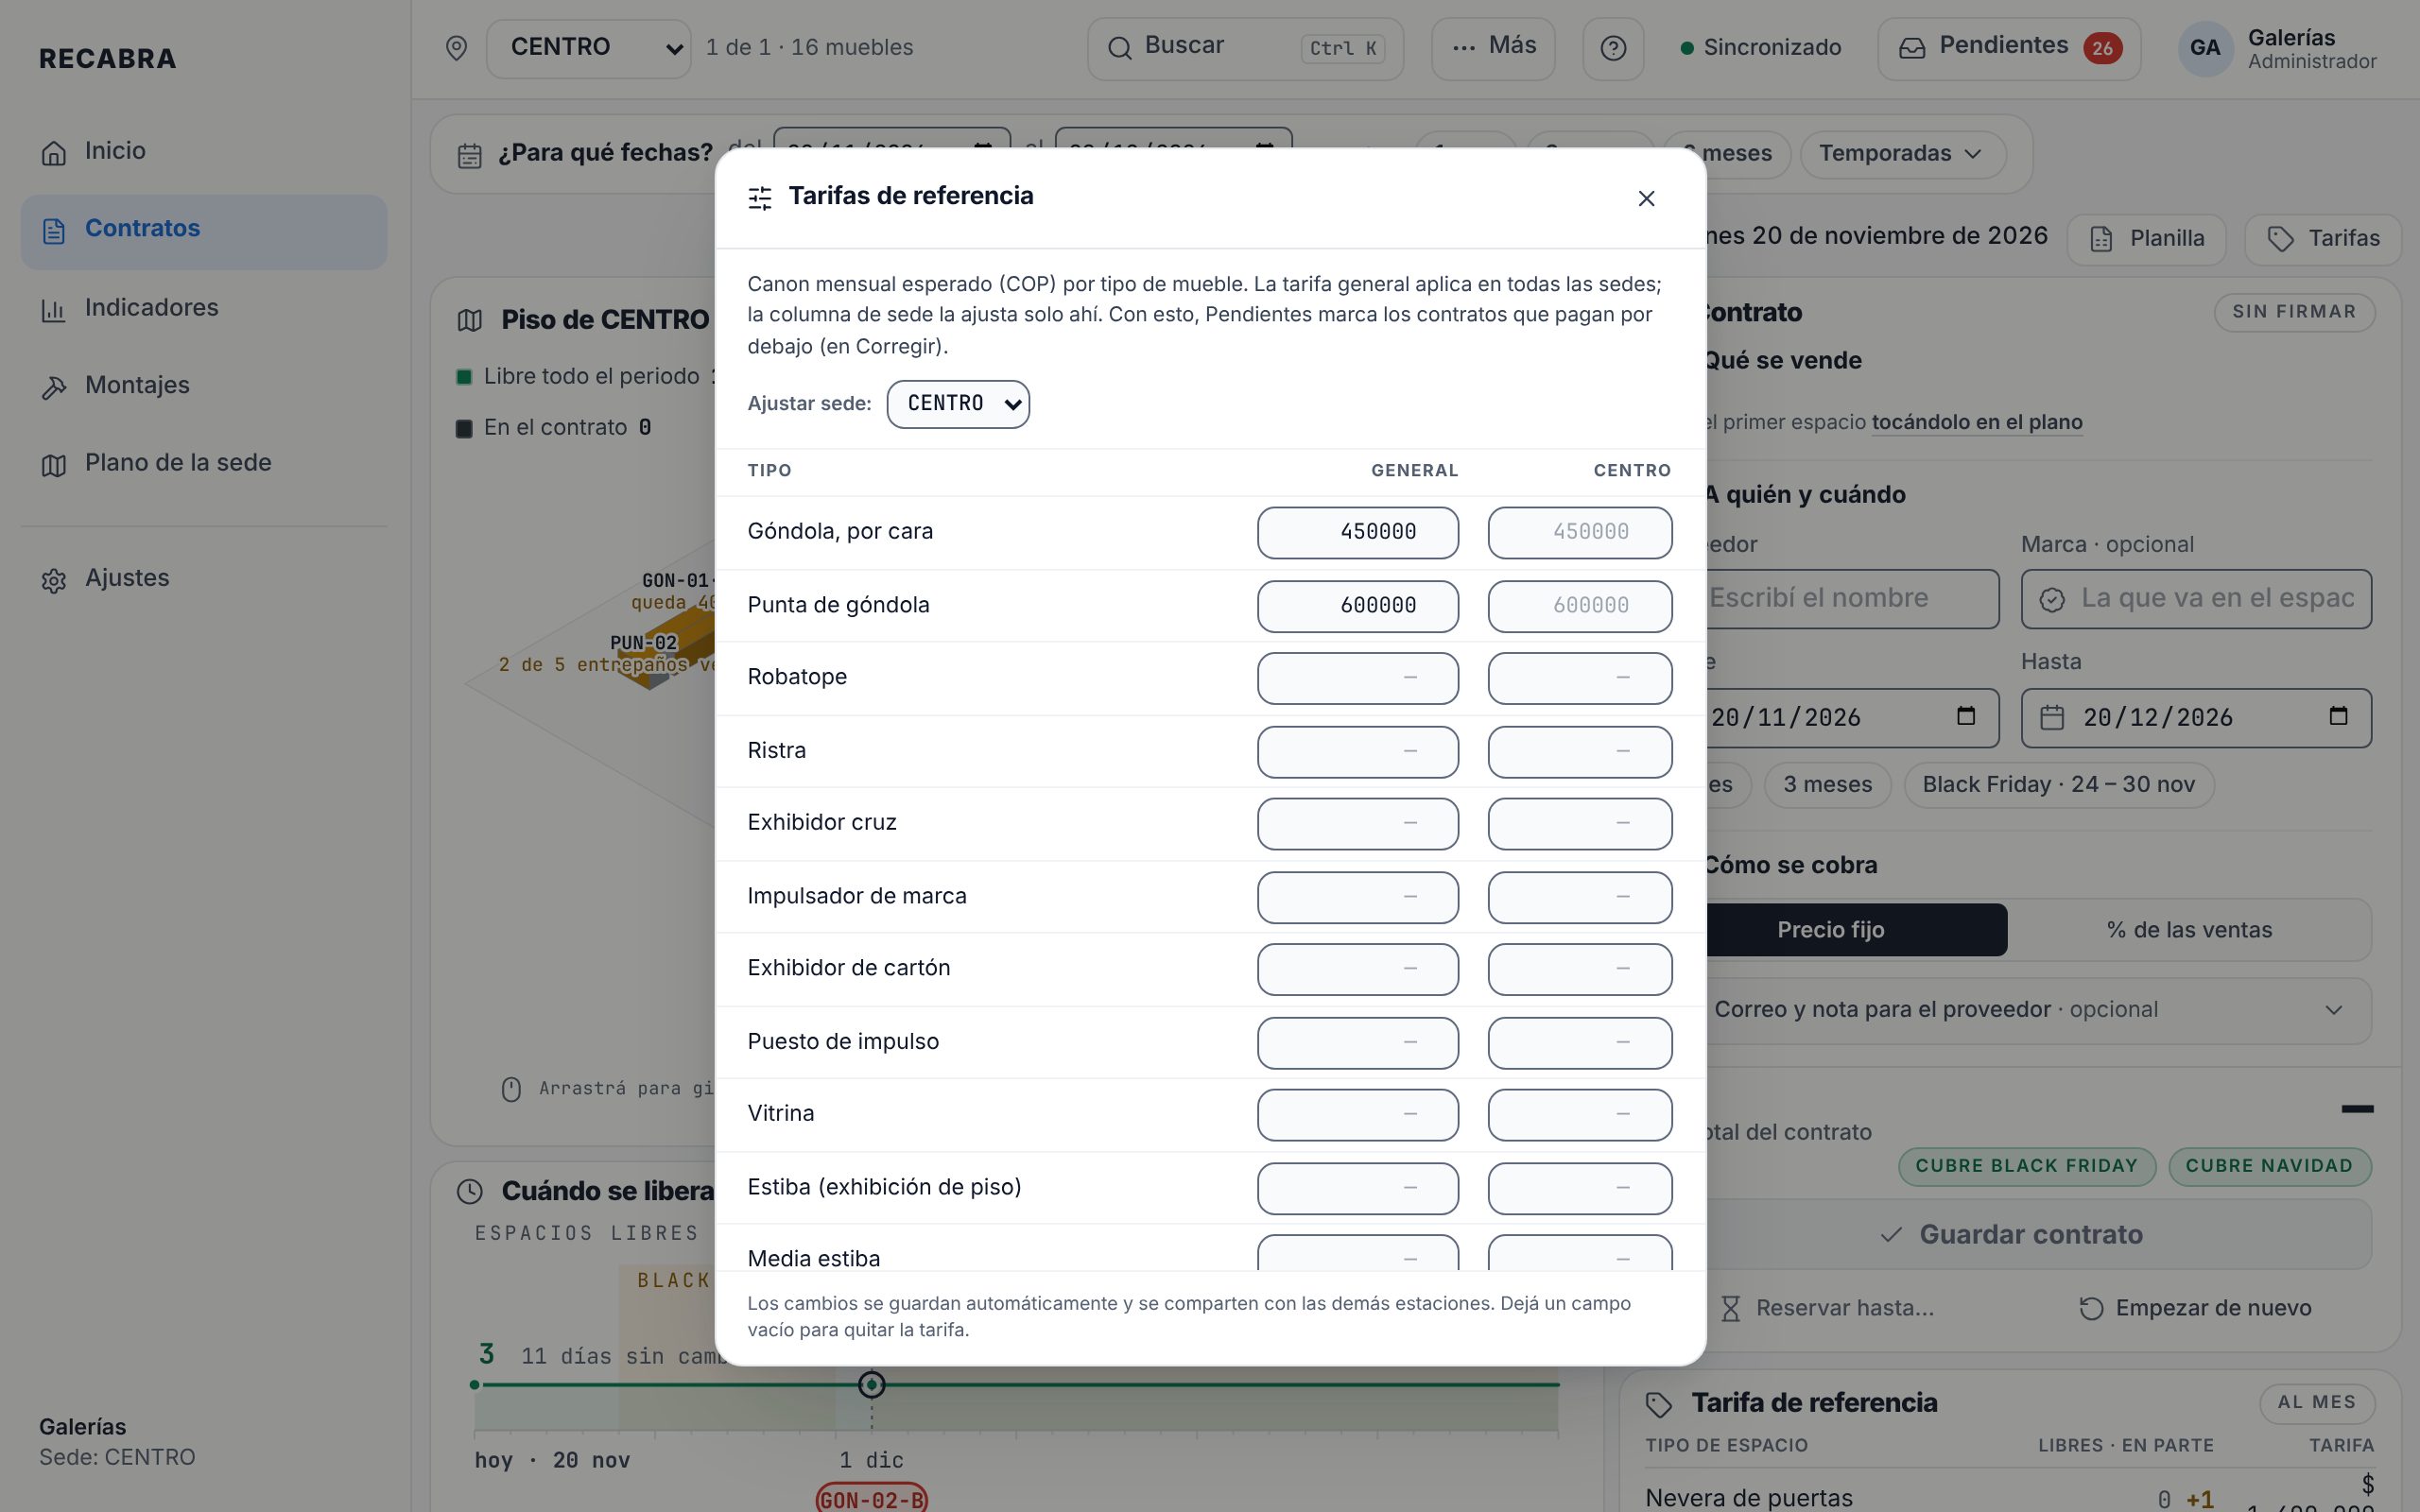 RECABRA
CENTRO
1 de 1 · 16 muebles
Buscar
Ctrl K
Más
Sincronizado
Pendientes 26
GA
Galerías
Administrador
Inicio
Contratos
Indicadores
Montajes
Plano de la sede
Ajustes
Galerías
Sede: CENTRO
¿Para qué fechas?
meses
Temporadas
nes 20 de noviembre de 2026
Planilla
Tarifas
Piso de CENTRO
Libre todo el periodo
En el contrato 0
GON-01-
queda 40
PUN-02
2 de 5 entrepaños ve
Arrastrá para gi
Cuándo se libera
ESPACIOS LIBRES
BLACK
3
11 días sin camb
hoy · 20 nov
1 dic
GON-02-B
Tarifas de referencia
Canon mensual esperado (COP) por tipo de mueble. La tarifa general aplica en todas las sedes;
la columna de sede la ajusta solo ahí. Con esto, Pendientes marca los contratos que pagan por
debajo (en Corregir).
Ajustar sede:
CENTRO
TIPO GENERAL CENTRO
Góndola, por cara 450000 450000
Punta de góndola 600000 600000
Robatope — —
Ristra — —
Exhibidor cruz — —
Impulsador de marca — —
Exhibidor de cartón — —
Puesto de impulso — —
Vitrina — —
Estiba (exhibición de piso) — —
Media estiba — —
Los cambios se guardan automáticamente y se comparten con las demás estaciones. Dejá un campo
vacío para quitar la tarifa.
Contrato
SIN FIRMAR
Qué se vende
el primer espacio tocándolo en el plano
A quién y cuándo
edor
Marca · opcional
Escribí el nombre
La que va en el espac
e
Hasta
20/11/2026
20/12/2026
es
3 meses
Black Friday · 24 – 30 nov
Cómo se cobra
Precio fijo
% de las ventas
Correo y nota para el proveedor · opcional
—
otal del contrato
CUBRE BLACK FRIDAY
CUBRE NAVIDAD
Guardar contrato
Reservar hasta...
Empezar de nuevo
Tarifa de referencia
AL MES
TIPO DE ESPACIO LIBRES · EN PARTE TARIFA
Nevera de puertas 0 +1 $